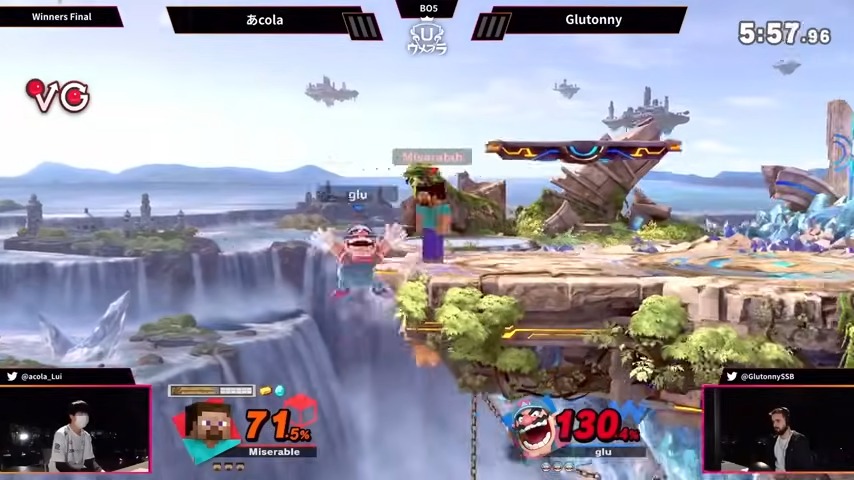 Winners Final
あcola
BO5
Glutonny
5:57.96
U
ウメブラ
VG
glu
@acola_Lui
@GlutonnySSB
71.5%
130.4%
Miserable
glu